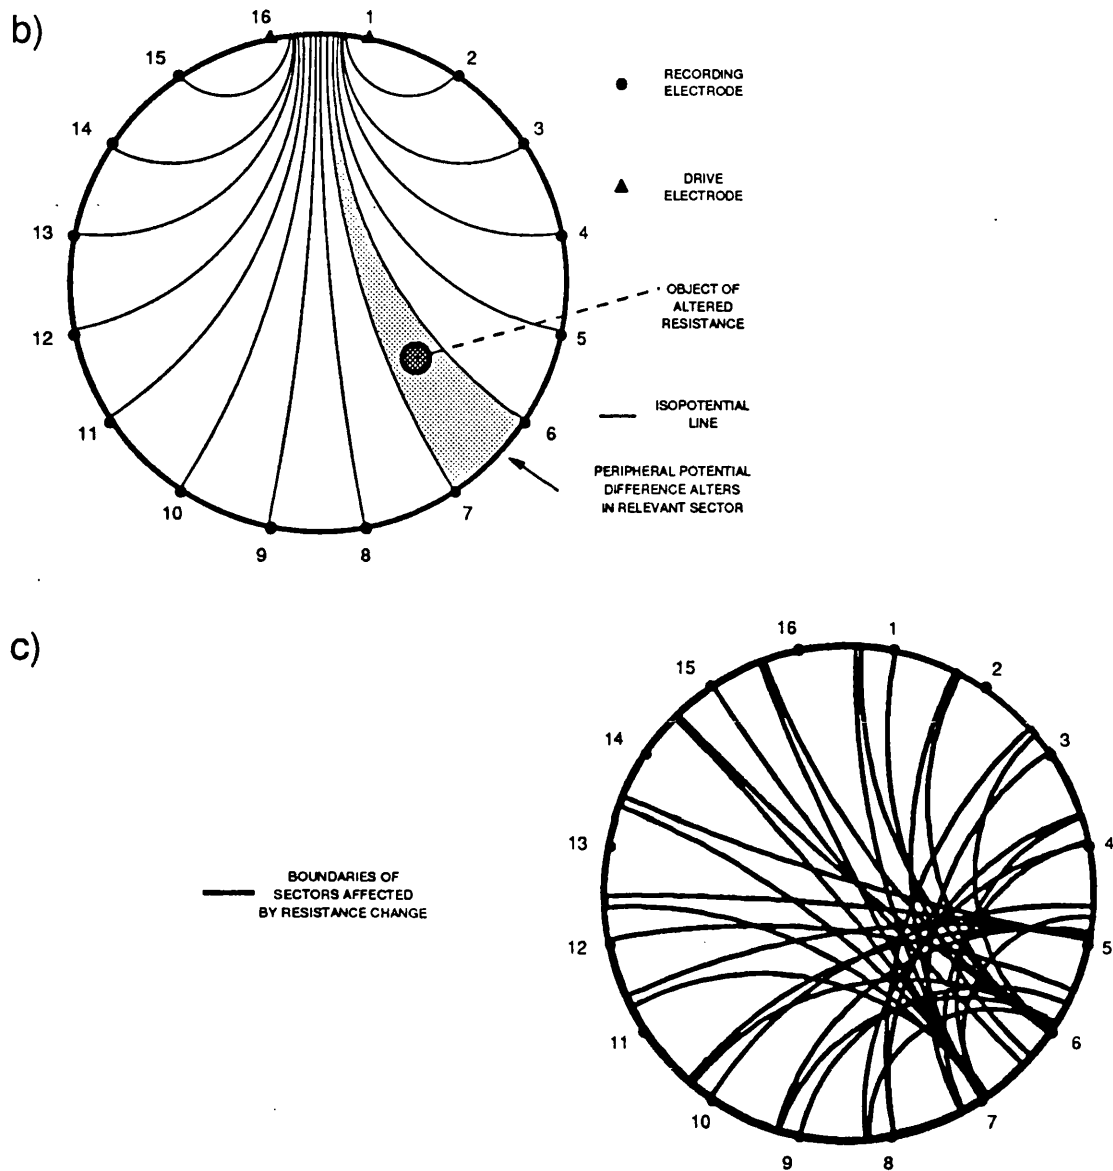 b)
16 1
15 2
14 3
13 4
12 5
11 6
10 7
9 8
RECORDING
ELECTRODE
DRIVE
ELECTRODE
OBJECT OF
ALTERED
RESISTANCE
ISOPOTENTIAL
LINE
PERIPHERAL POTENTIAL
DIFFERENCE ALTERS
IN RELEVANT SECTOR
c)
16 1
15 2
14 3
13 4
12 5
11 6
10 7
9 8
BOUNDARIES OF
SECTORS AFFECTED
BY RESISTANCE CHANGE